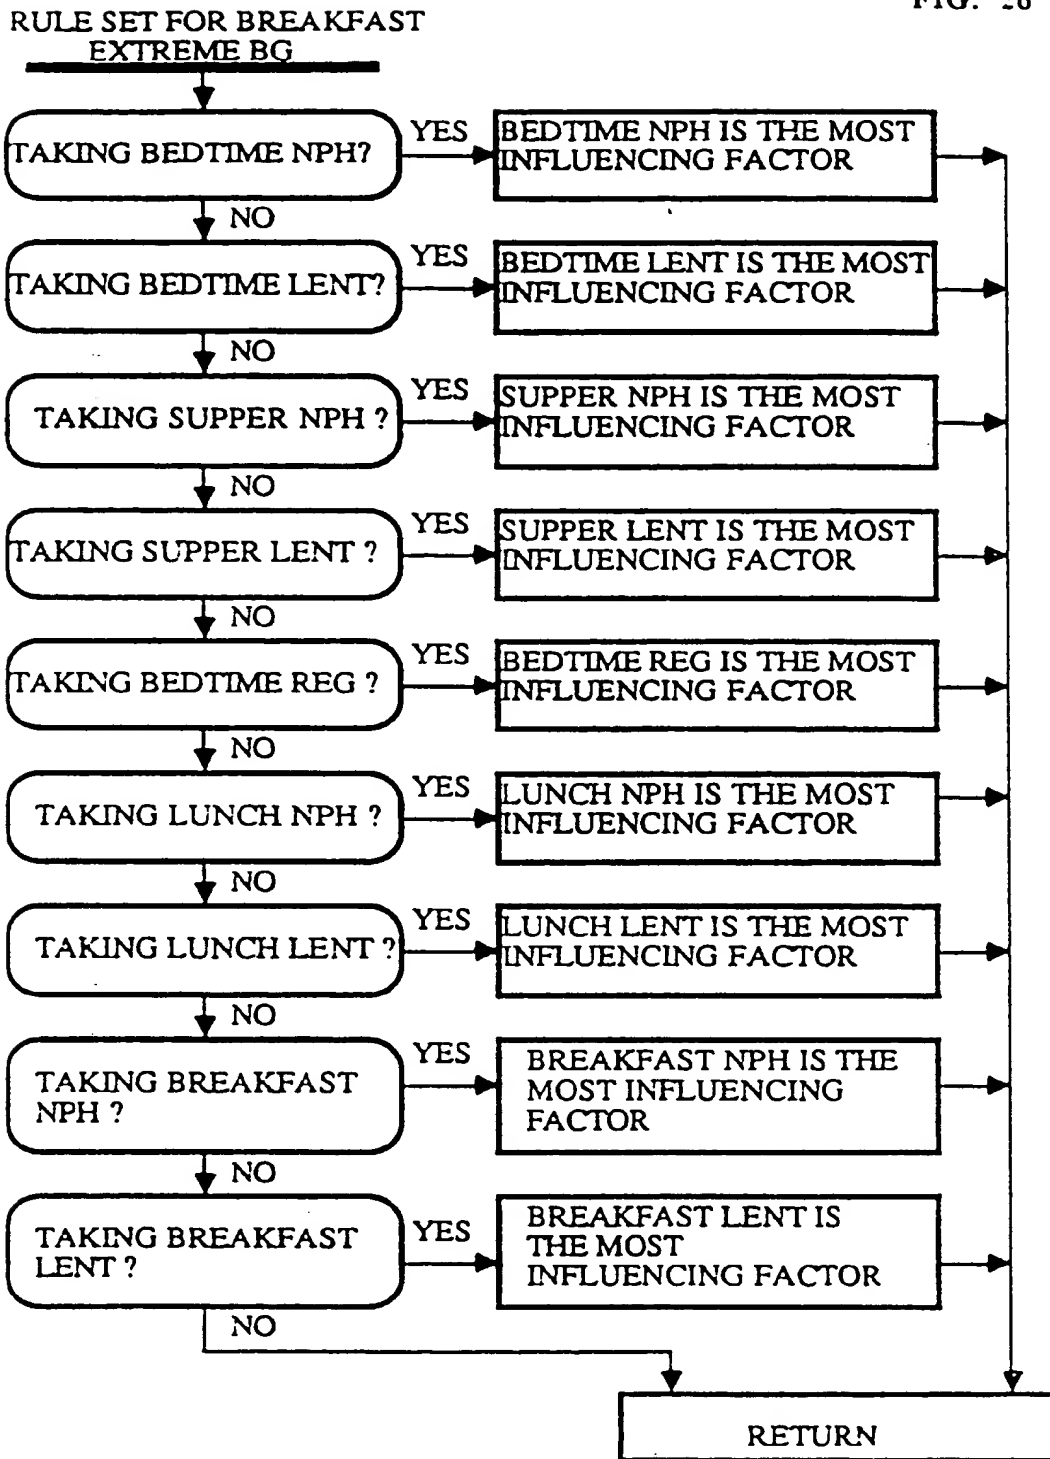 FIG. 28
RULE SET FOR BREAKFAST
EXTREME BG
TAKING BEDTIME NPH?
YES
BEDTIME NPH IS THE MOST
INFLUENCING FACTOR
NO
TAKING BEDTIME LENT?
YES
BEDTIME LENT IS THE MOST
INFLUENCING FACTOR
NO
TAKING SUPPER NPH ?
YES
SUPPER NPH IS THE MOST
INFLUENCING FACTOR
NO
TAKING SUPPER LENT ?
YES
SUPPER LENT IS THE MOST
INFLUENCING FACTOR
NO
TAKING BEDTIME REG ?
YES
BEDTIME REG IS THE MOST
INFLUENCING FACTOR
NO
TAKING LUNCH NPH ?
YES
LUNCH NPH IS THE MOST
INFLUENCING FACTOR
NO
TAKING LUNCH LENT ?
YES
LUNCH LENT IS THE MOST
INFLUENCING FACTOR
NO
TAKING BREAKFAST
NPH ?
YES
BREAKFAST NPH IS THE
MOST INFLUENCING
FACTOR
NO
TAKING BREAKFAST
LENT ?
YES
BREAKFAST LENT IS
THE MOST
INFLUENCING FACTOR
NO
RETURN